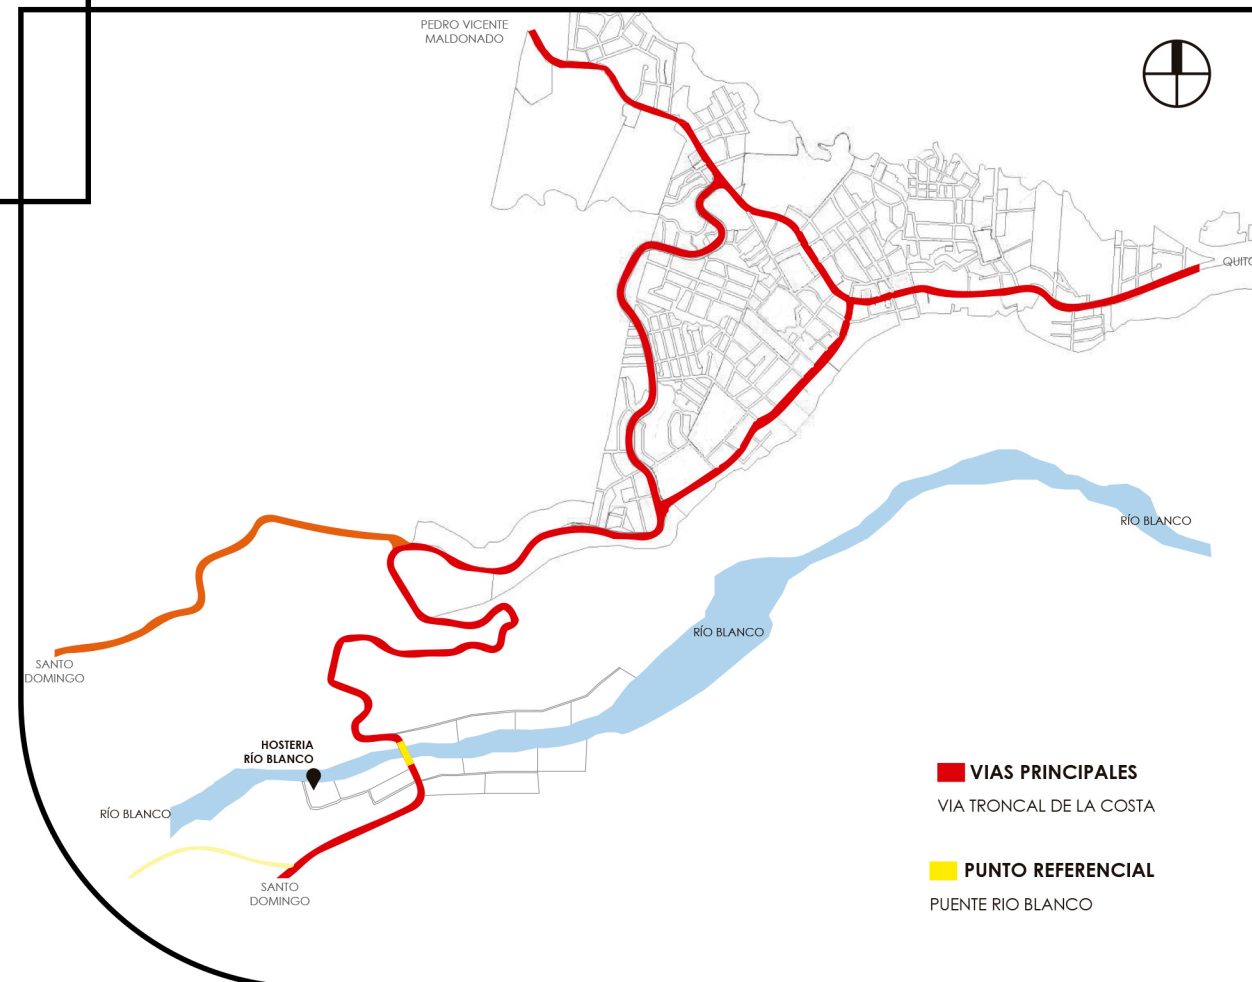 PEDRO VICENTE
MALDONADO
QUITO
RÍO BLANCO
RÍO BLANCO
SANTO
DOMINGO
HOSTERIA
RÍO BLANCO
RÍO BLANCO
SANTO
DOMINGO
VIAS PRINCIPALES
VIA TRONCAL DE LA COSTA
PUNTO REFERENCIAL
PUENTE RIO BLANCO